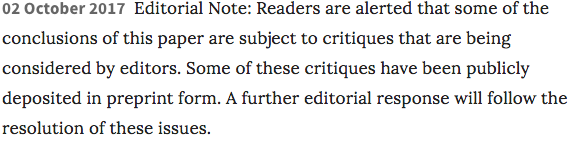 02 October 2017 Editorial Note: Readers are alerted that some of the
conclusions of this paper are subject to critiques that are being
considered by editors. Some of these critiques have been publicly
deposited in preprint form. A further editorial response will follow the
resolution of these issues.